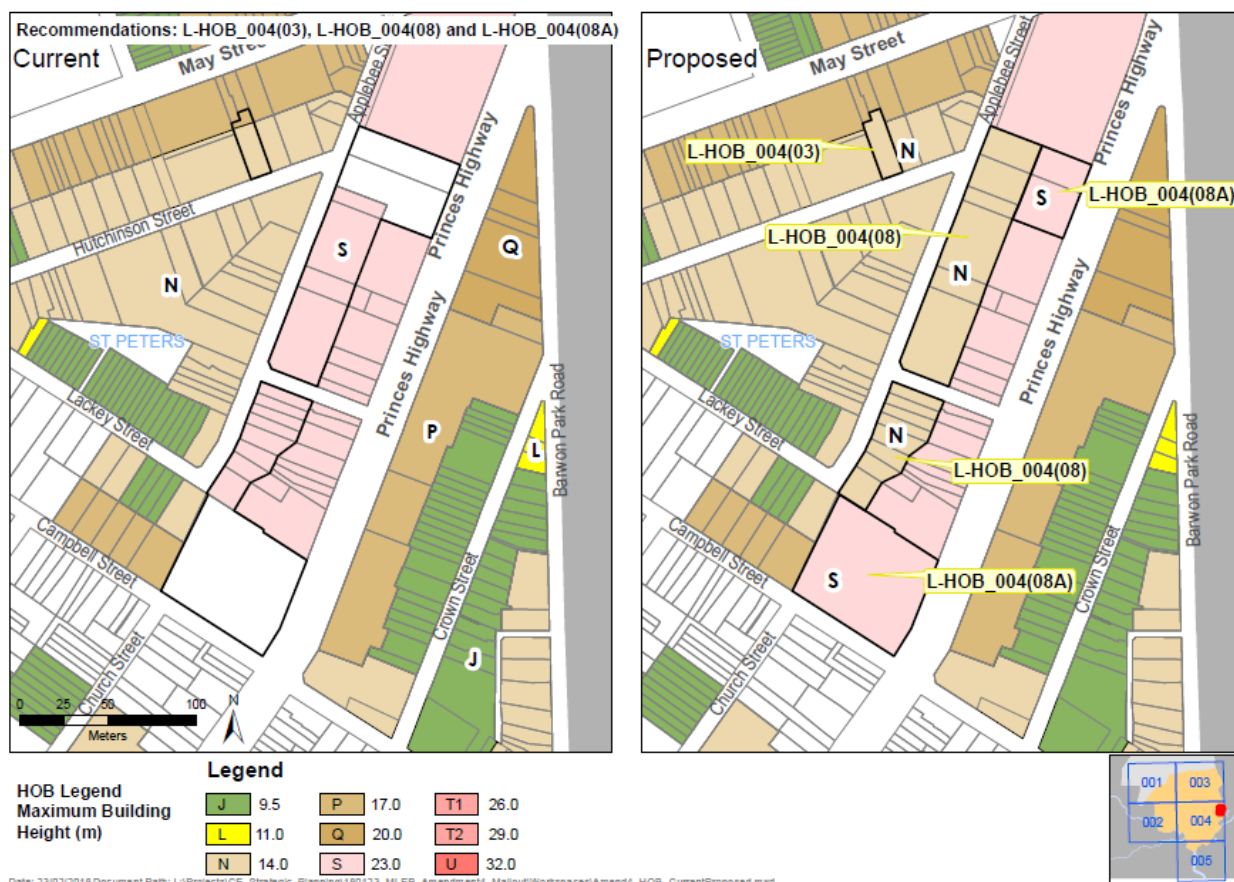 Recommendations: L-HOB_004(03), L-HOB_004(08) and L-HOB_004(08A)
Current
May Street
Applebee Street
Princes Highway
Hutchinson Street
S
Q
N
ST PETERS
Princes Highway
Lackey Street
P
L
Barwon Park Road
Campbell Street
Crown Street
Church Street
J
0 25 50 100
Meters
N
Proposed
May Street
Applebee Street
Princes Highway
L-HOB_004(03)
N
S
L-HOB_004(08A)
L-HOB_004(08)
Hutchinson Street
N
ST PETERS
Princes Highway
Lackey Street
N
L-HOB_004(08)
Barwon Park Road
Campbell Street
S
L-HOB_004(08A)
Crown Street
Church Street
Legend
HOB Legend
Maximum Building
Height (m)
J 9.5
L 11.0
N 14.0
P 17.0
Q 20.0
S 23.0
T1 26.0
T2 29.0
U 32.0
001 003
002 004
005